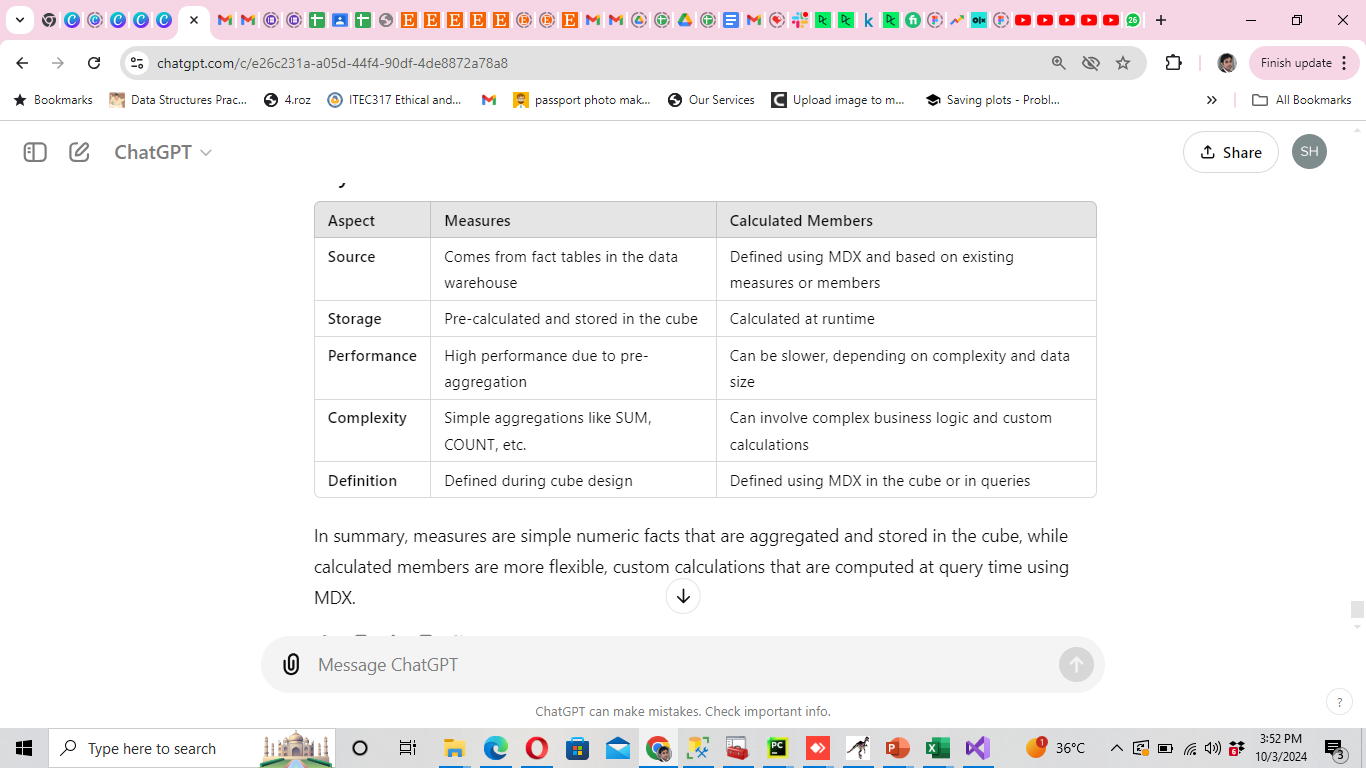 26
chatgpt.com/c/e26c231a-a05d-44f4-90df-4de8872a78a8
Finish update
Bookmarks
Data Structures Prac...
4.roz
ITEC317 Ethical and...
passport photo mak...
Our Services
Upload image to m...
Saving plots - Probl...
All Bookmarks
ChatGPT
Share
SH
Aspect Measures Calculated Members
Source Comes from fact tables in the data warehouse Defined using MDX and based on existing measures or members
Storage Pre-calculated and stored in the cube Calculated at runtime
Performance High performance due to pre-aggregation Can be slower, depending on complexity and data size
Complexity Simple aggregations like SUM, COUNT, etc. Can involve complex business logic and custom calculations
Definition Defined during cube design Defined using MDX in the cube or in queries
In summary, measures are simple numeric facts that are aggregated and stored in the cube, while
calculated members are more flexible, custom calculations that are computed at query time using
MDX.
Message ChatGPT
ChatGPT can make mistakes. Check important info.
?
Type here to search
36°C
3:52 PM
10/3/2024
3